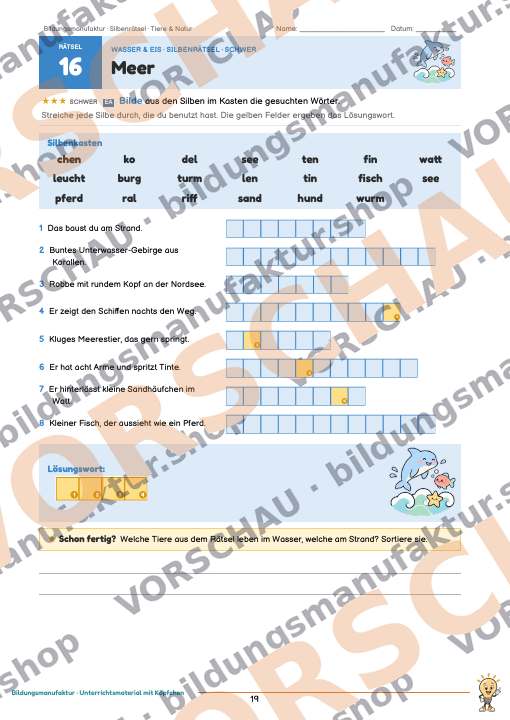 Bildungsmanufaktur · Silbenrätsel · Tiere & Natur Name: Datum:
RÄTSEL
16
WASSER & EIS · SILBENRÄTSEL · SCHWER
Meer
★★★ SCHWER EA Bilde aus den Silben im Kasten die gesuchten Wörter.
Streiche jede Silbe durch, die du benutzt hast. Die gelben Felder ergeben das Lösungswort.
Silbenkasten
chen ko del see ten fin watt
leucht burg turm len tin fisch see
pferd ral riff sand hund wurm
1 Das baust du am Strand.
2 Buntes Unterwasser-Gebirge aus
Korallen.
3 Robbe mit rundem Kopf an der Nordsee.
4 Er zeigt den Schiffen nachts den Weg.
5 Kluges Meerestier, das gern springt.
6 Er hat acht Arme und spritzt Tinte.
7 Er hinterlässt kleine Sandhäufchen im
Watt.
8 Kleiner Fisch, der aussieht wie ein Pferd.
Lösungswort:
Schon fertig? Welche Tiere aus dem Rätsel leben im Wasser, welche am Strand? Sortiere sie.
Bildungsmanufaktur · Unterrichtsmaterial mit Köpfchen
19
VORSCHAU · bildungsmanufaktur.shop